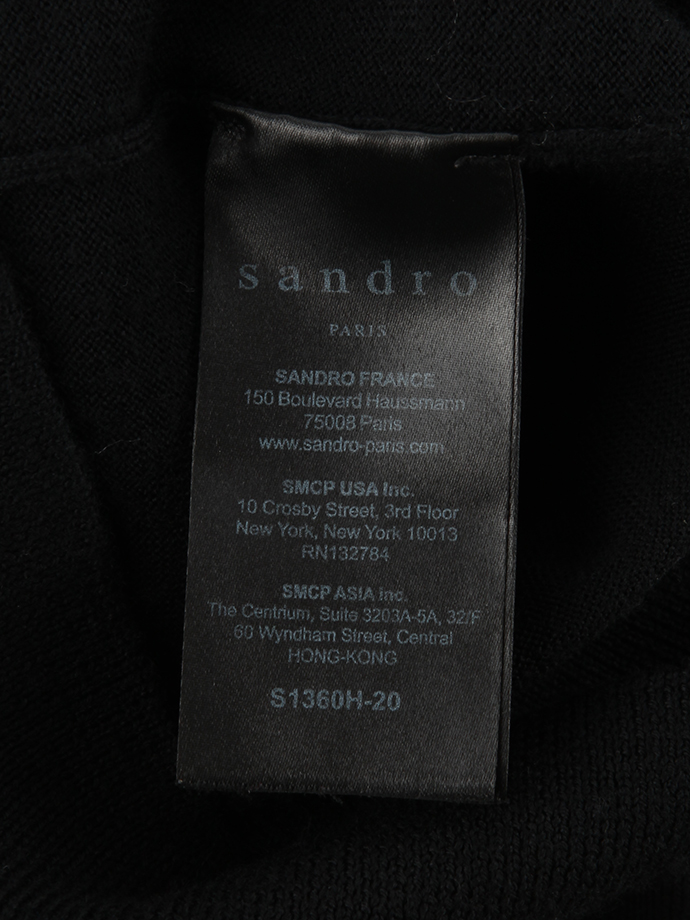 sandro
PARIS
SANDRO FRANCE
150 Boulevard Haussmann
75008 Paris
www.sandro-paris.com
SMCP USA Inc.
10 Crosby Street, 3rd Floor
New York, New York 10013
RN132784
SMCP ASIA Inc.
The Centrium, Suite 3203A-5A, 32/F
60 Wyndham Street, Central
HONG-KONG
S1360H-20